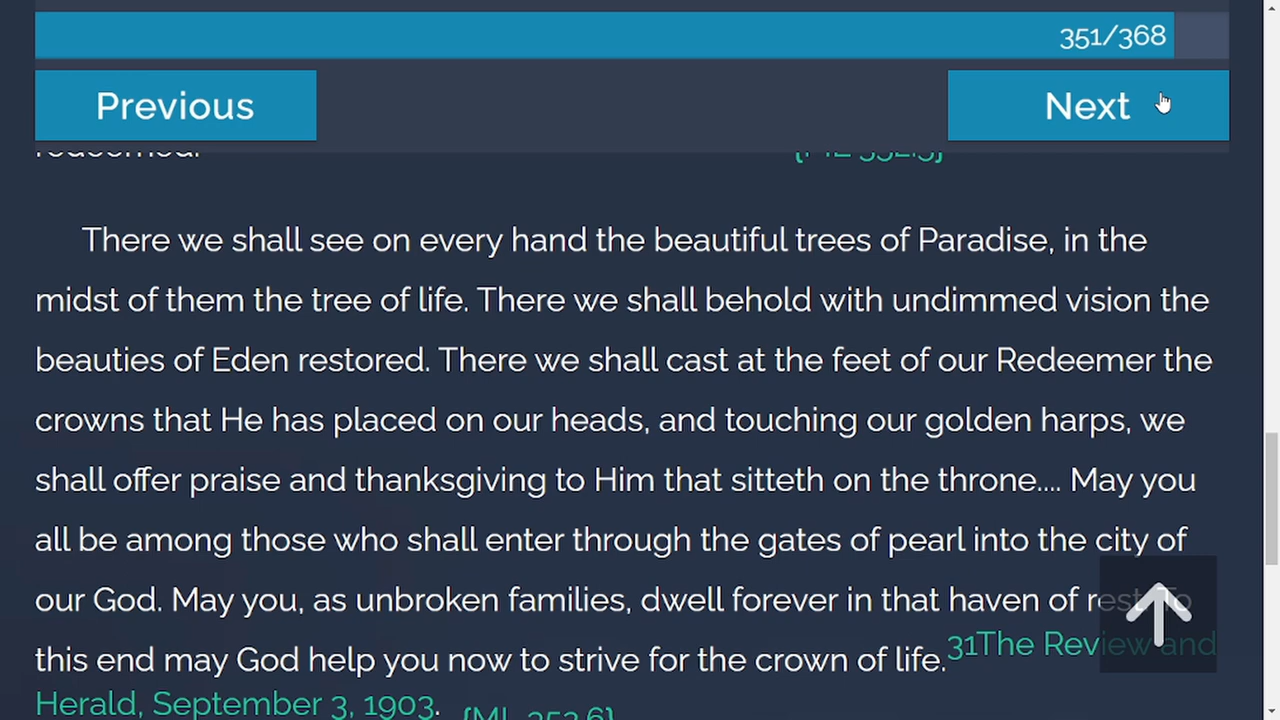 351/368
Previous
Next
redeemed.
There we shall see on every hand the beautiful trees of Paradise, in the
midst of them the tree of life. There we shall behold with undimmed vision the
beauties of Eden restored. There we shall cast at the feet of our Redeemer the
crowns that He has placed on our heads, and touching our golden harps, we
shall offer praise and thanksgiving to Him that sitteth on the throne.... May you
all be among those who shall enter through the gates of pearl into the city of
our God. May you, as unbroken families, dwell forever in that haven of rest. To
this end may God help you now to strive for the crown of life.31The Review and
Herald, September 3, 1903.